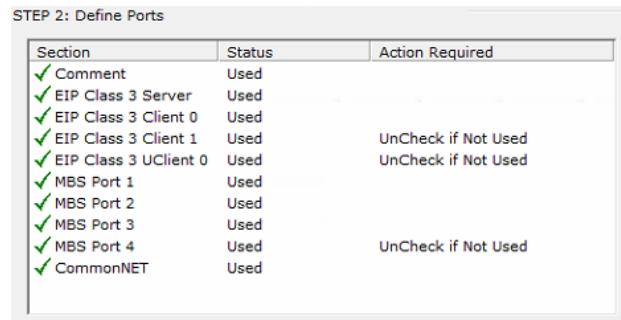 STEP 2: Define Ports
Section Status Action Required
Comment Used
EIP Class 3 Server Used
EIP Class 3 Client 0 Used
EIP Class 3 Client 1 Used UnCheck if Not Used
EIP Class 3 UClient 0 Used UnCheck if Not Used
MBS Port 1 Used
MBS Port 2 Used
MBS Port 3 Used
MBS Port 4 Used UnCheck if Not Used
CommonNET Used